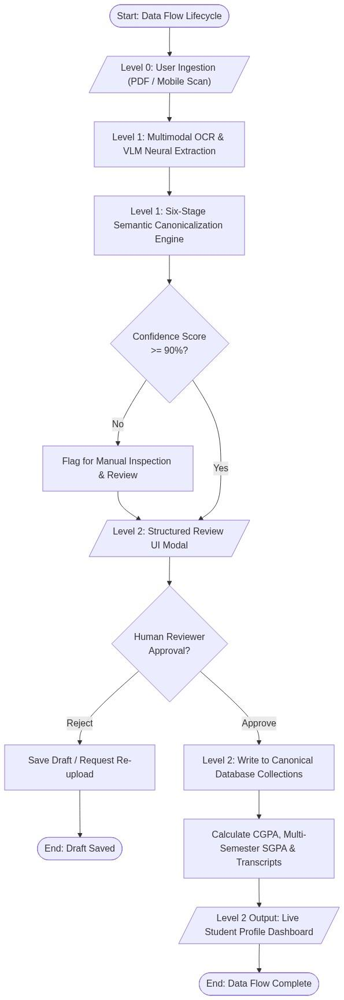 Start: Data Flow Lifecycle
Level 0: User Ingestion
(PDF / Mobile Scan)
Level 1: Multimodal OCR &
VLM Neural Extraction
Level 1: Six-Stage
Semantic Canonicalization
Engine
Confidence Score
>= 90%?
No
Yes
Flag for Manual Inspection
& Review
Level 2: Structured Review
UI Modal
Human Reviewer
Approval?
Reject
Approve
Save Draft / Request Re-
upload
Level 2: Write to Canonical
Database Collections
End: Draft Saved
Calculate CGPA, Multi-
Semester SGPA &
Transcripts
Level 2 Output: Live
Student Profile Dashboard
End: Data Flow Complete